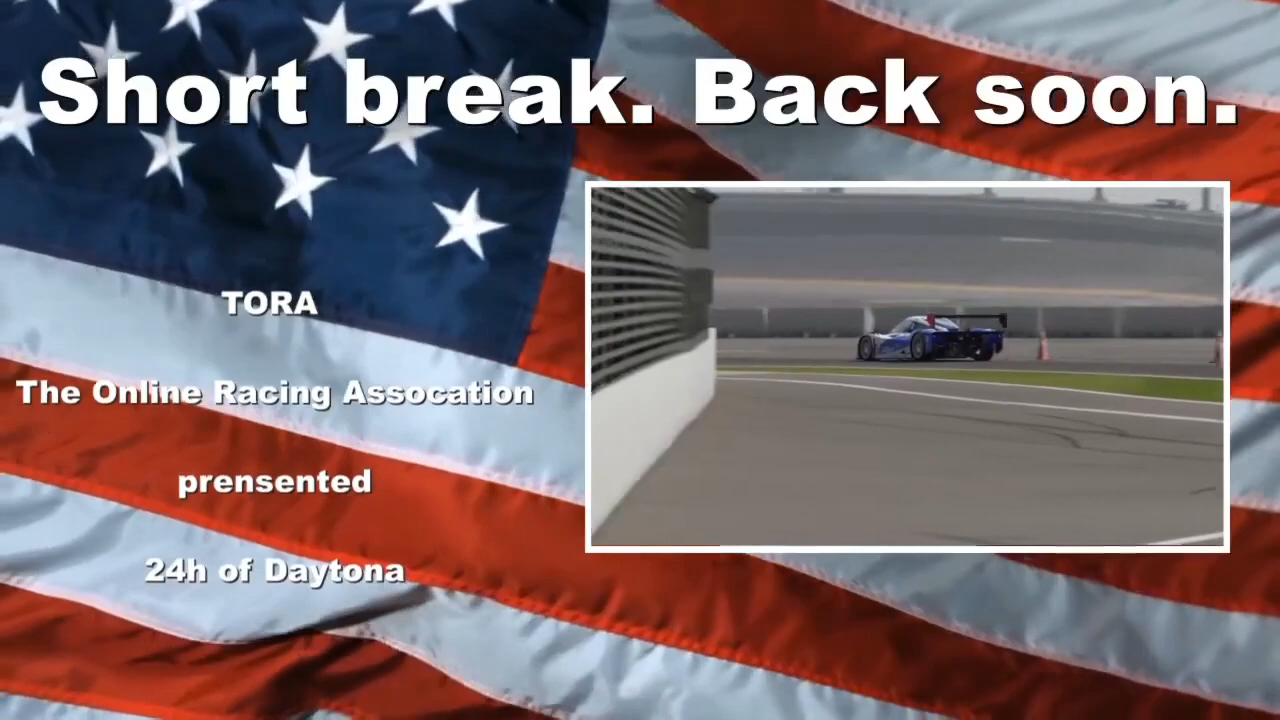 Short break. Back soon.
TORA
The Online Racing Assocation
prensented
24h of Daytona